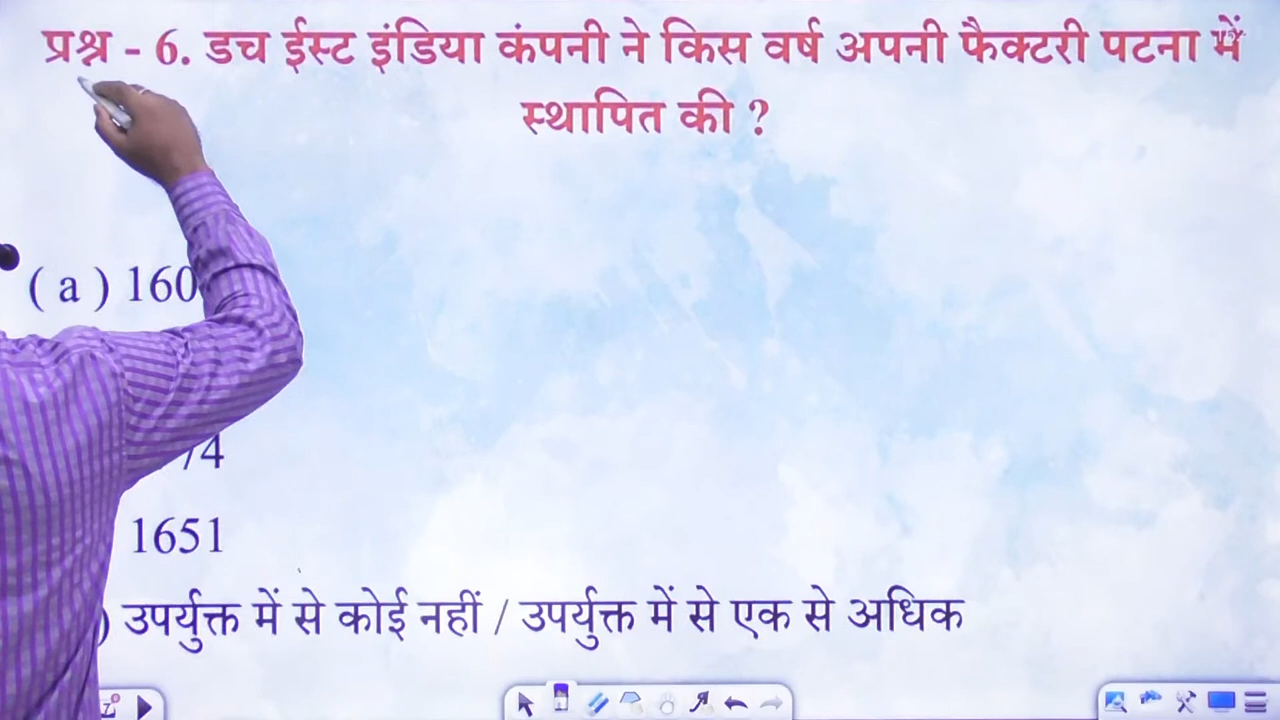 प्रश्न - 6. डच ईस्ट इंडिया कंपनी ने किस वर्ष अपनी फैक्टरी पटना में
स्थापित की ?
( a ) 160
74
1651
) उपर्युक्त में से कोई नहीं / उपर्युक्त में से एक से अधिक